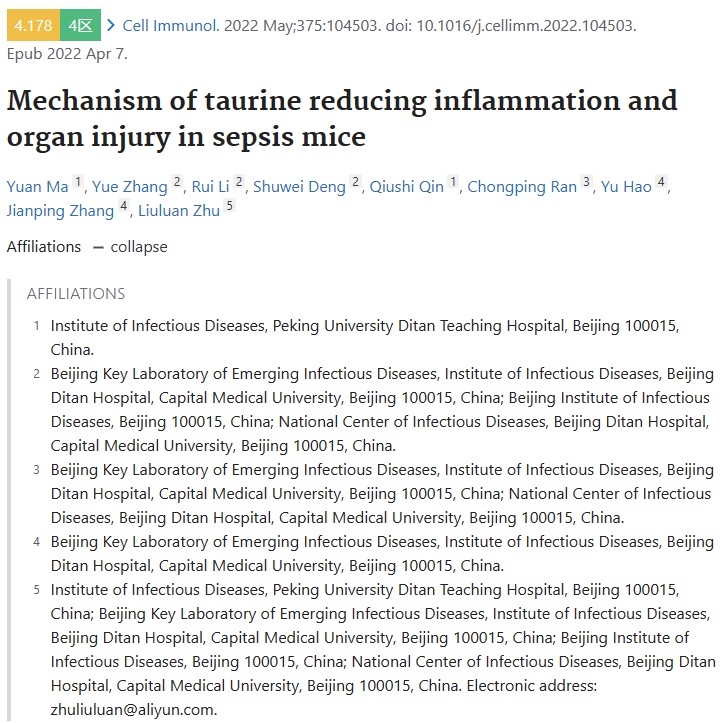 4.178 4区 > Cell Immunol. 2022 May;375:104503. doi: 10.1016/j.cellimm.2022.104503.
Epub 2022 Apr 7.
Mechanism of taurine reducing inflammation and
organ injury in sepsis mice
Yuan Ma 1, Yue Zhang 2, Rui Li 2, Shuwei Deng 2, Qiushi Qin 1, Chongping Ran 3, Yu Hao 4,
Jianping Zhang 4, Liuluan Zhu 5
Affiliations — collapse
AFFILIATIONS
1 Institute of Infectious Diseases, Peking University Ditan Teaching Hospital, Beijing 100015,
China.
2 Beijing Key Laboratory of Emerging Infectious Diseases, Institute of Infectious Diseases, Beijing
Ditan Hospital, Capital Medical University, Beijing 100015, China; Beijing Institute of Infectious
Diseases, Beijing 100015, China; National Center of Infectious Diseases, Beijing Ditan Hospital,
Capital Medical University, Beijing 100015, China.
3 Beijing Key Laboratory of Emerging Infectious Diseases, Institute of Infectious Diseases, Beijing
Ditan Hospital, Capital Medical University, Beijing 100015, China; National Center of Infectious
Diseases, Beijing Ditan Hospital, Capital Medical University, Beijing 100015, China.
4 Beijing Key Laboratory of Emerging Infectious Diseases, Institute of Infectious Diseases, Beijing
Ditan Hospital, Capital Medical University, Beijing 100015, China.
5 Institute of Infectious Diseases, Peking University Ditan Teaching Hospital, Beijing 100015,
China; Beijing Key Laboratory of Emerging Infectious Diseases, Institute of Infectious Diseases,
Beijing Ditan Hospital, Capital Medical University, Beijing 100015, China; Beijing Institute of
Infectious Diseases, Beijing 100015, China; National Center of Infectious Diseases, Beijing Ditan
Hospital, Capital Medical University, Beijing 100015, China. Electronic address:
zhuliuluan@aliyun.com.